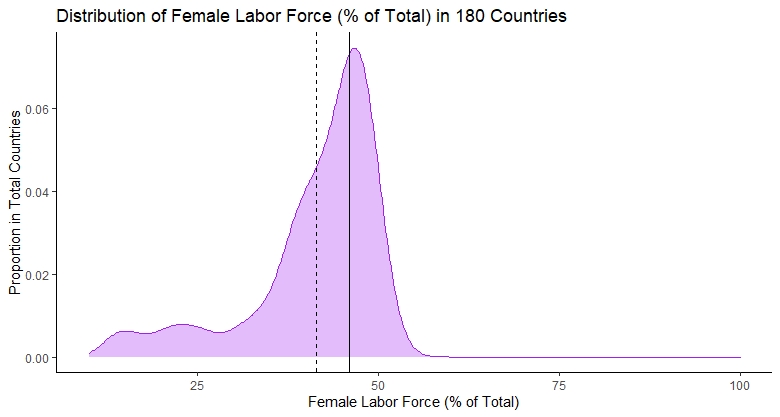 Distribution of Female Labor Force (% of Total) in 180 Countries
Proportion in Total Countries
0.06
0.04
0.02
0.00
25 50 75 100
Female Labor Force (% of Total)